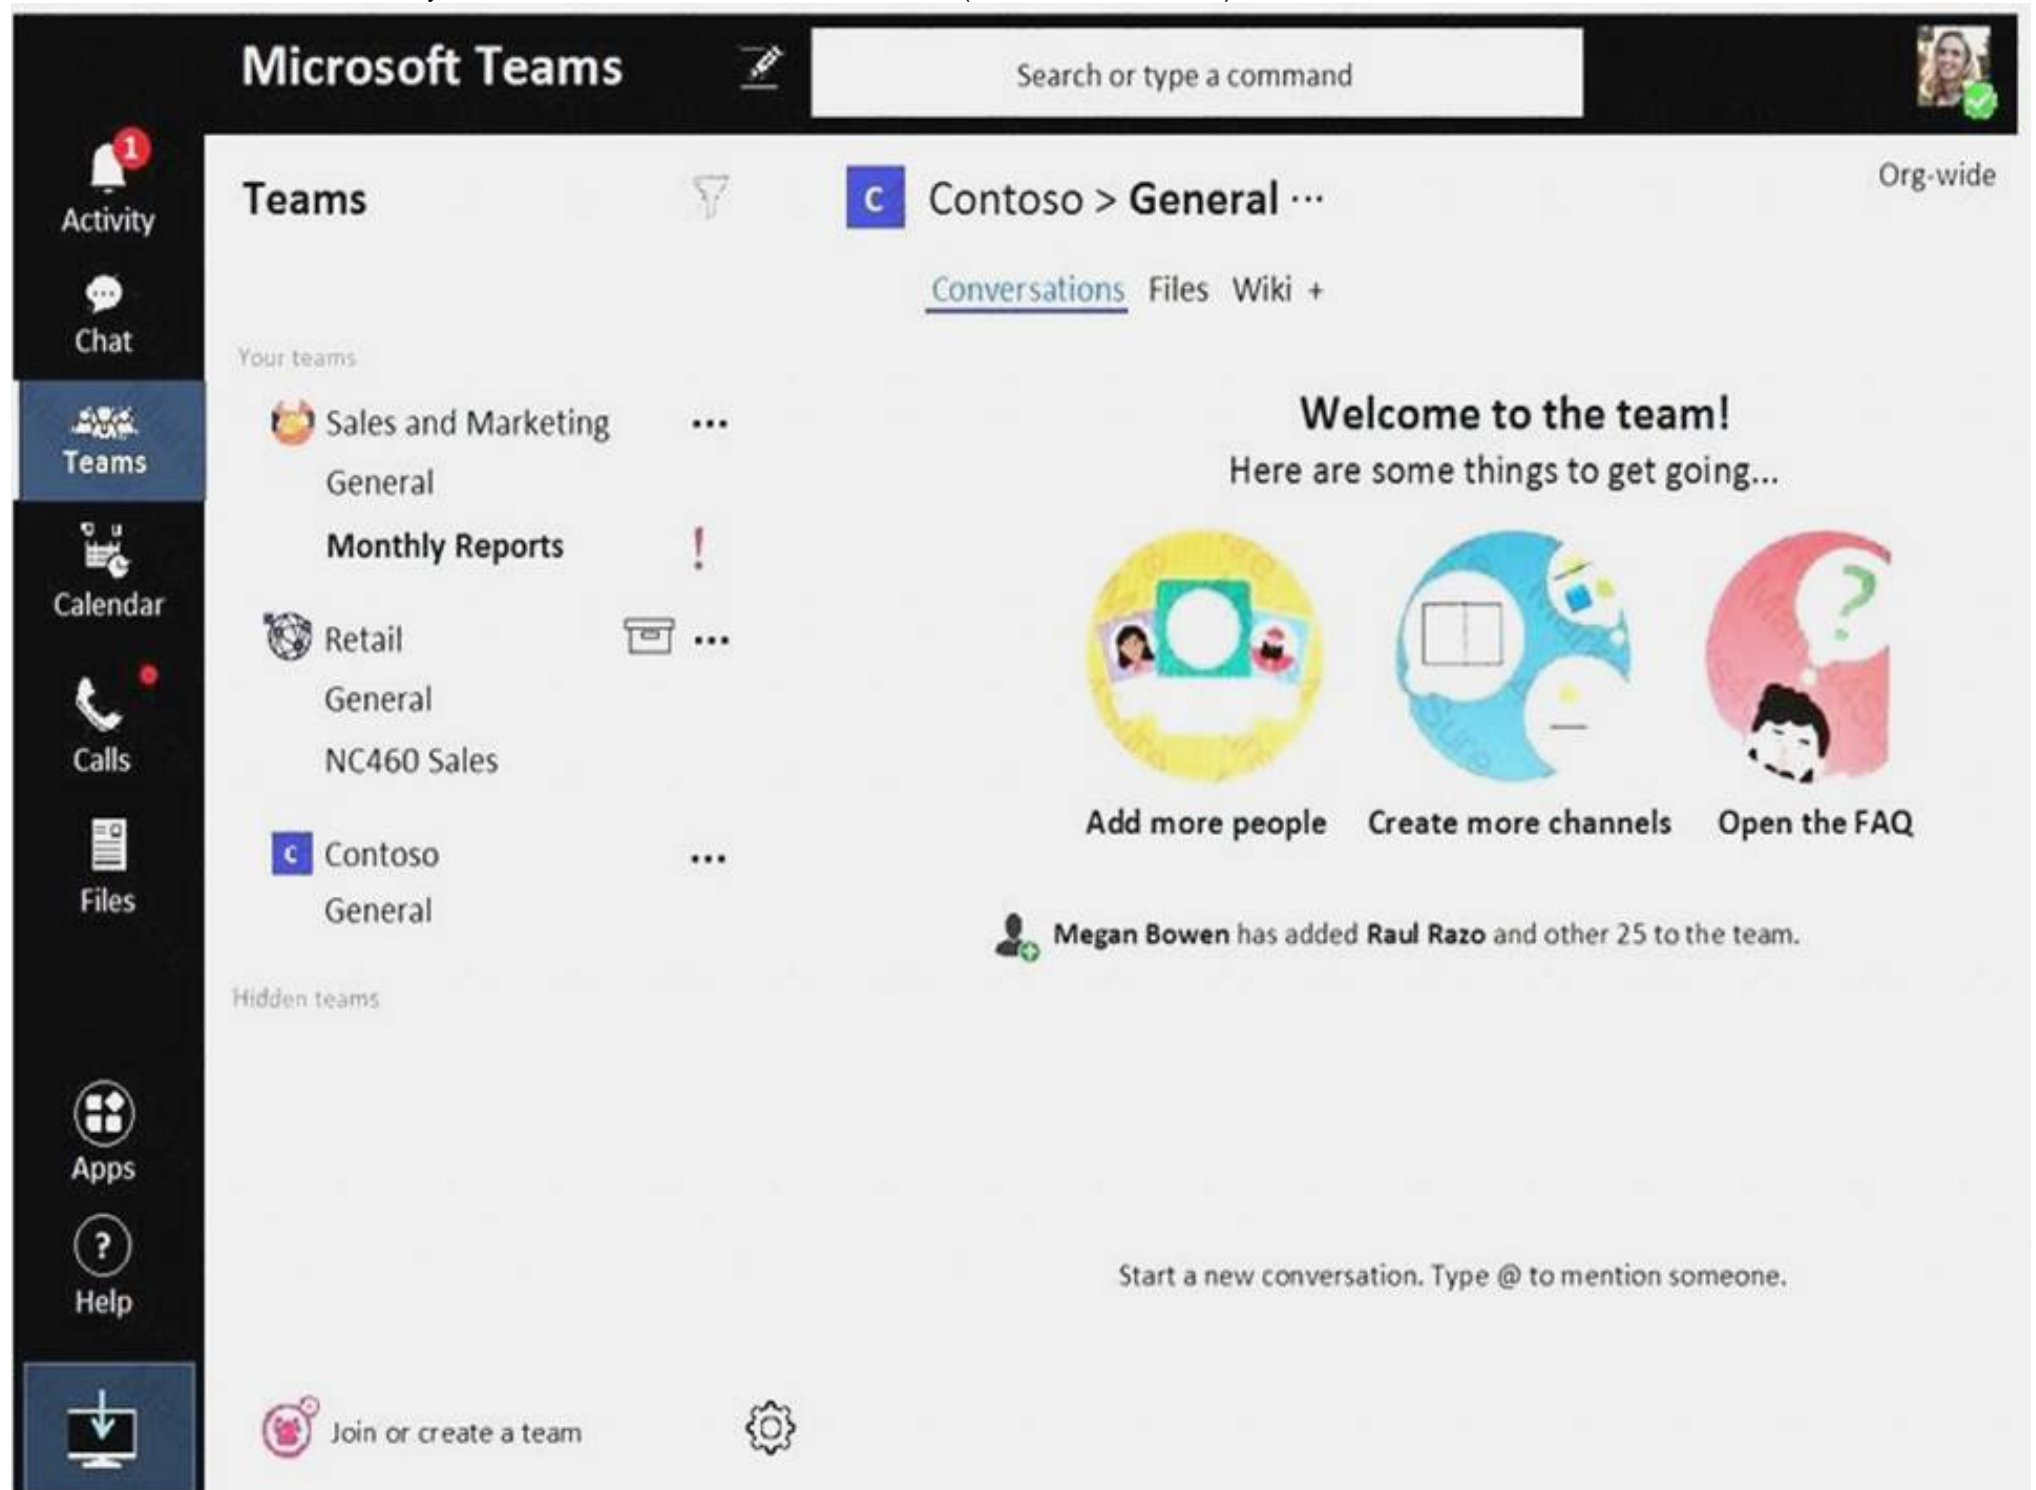 Microsoft Teams
Search or type a command
1
Activity
Chat
Teams
Calendar
Calls
Files
Apps
?
Help
Teams
Your teams
Sales and Marketing ...
General
Monthly Reports !
Retail ...
General
NC460 Sales
C Contoso ...
General
Hidden teams
Join or create a team
C Contoso > General ...
Org-wide
Conversations Files Wiki +
Welcome to the team!
Here are some things to get going...
?
Add more people Create more channels Open the FAQ
Megan Bowen has added Raul Razo and other 25 to the team.
Start a new conversation. Type @ to mention someone.